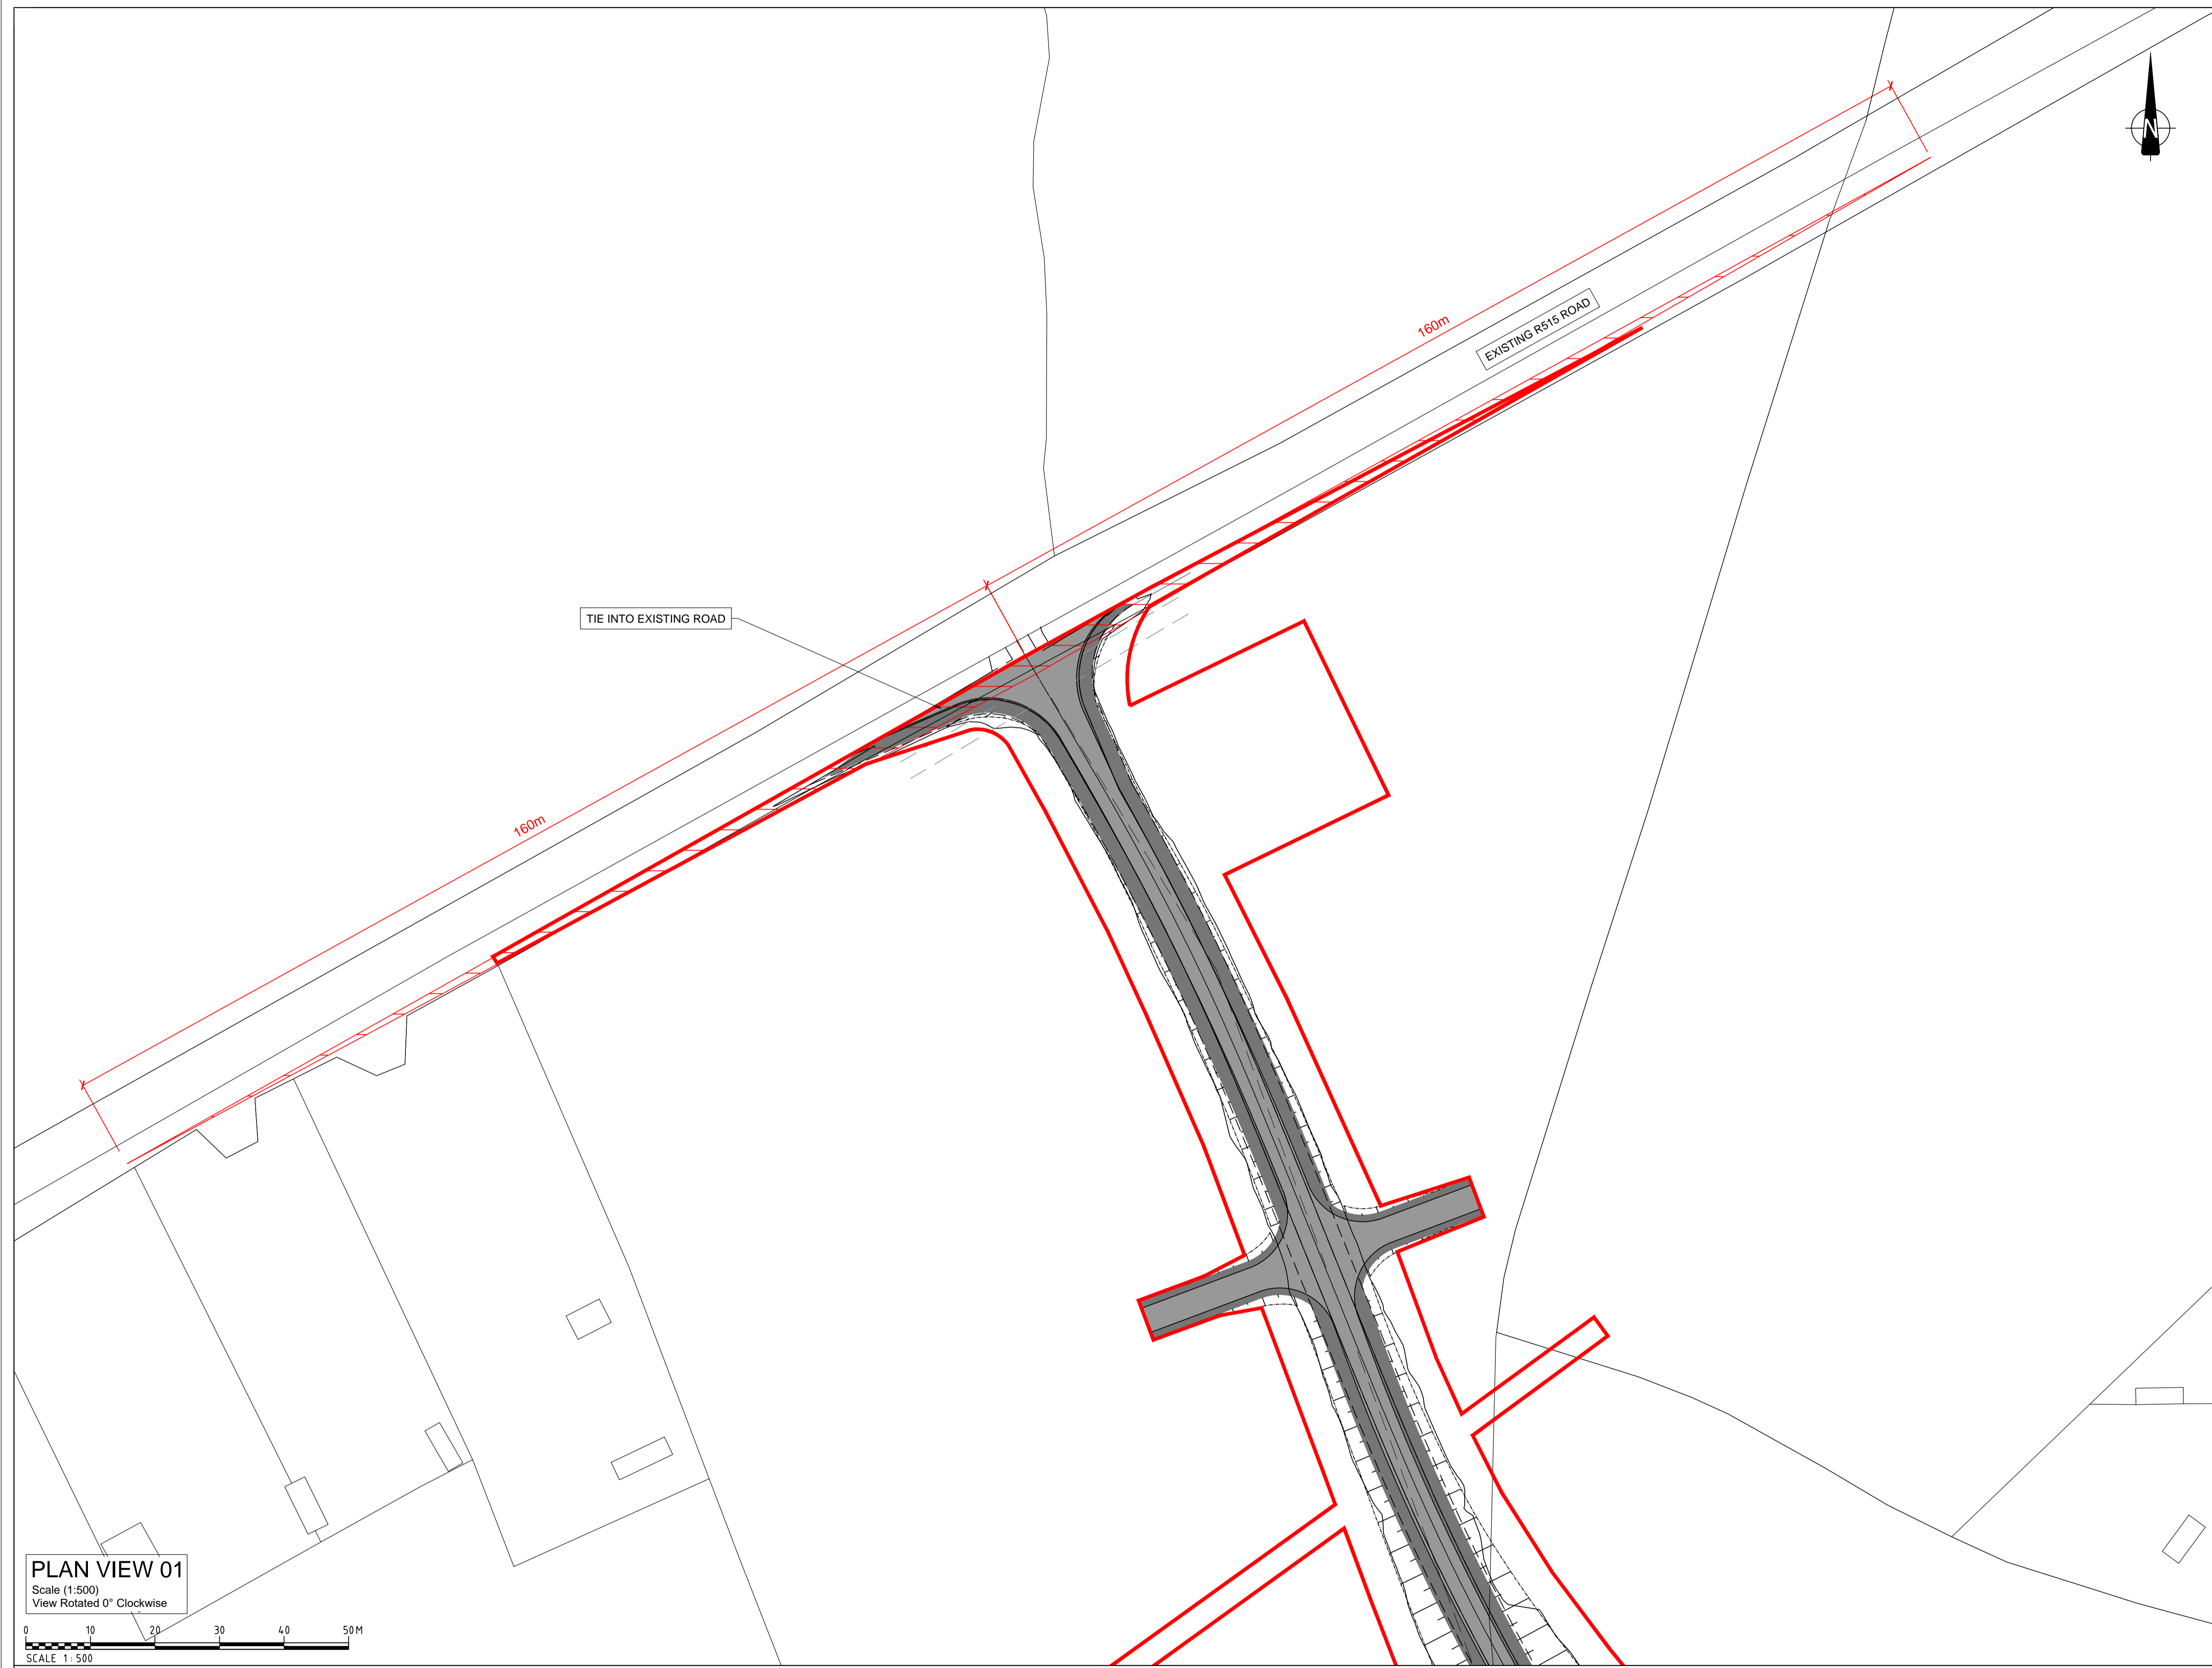 N
160m
EXISTING R515 ROAD
TIE INTO EXISTING ROAD
160m
PLAN VIEW 01
Scale (1:500)
View Rotated 0° Clockwise
0 10 20 30 40 50M
SCALE 1:500